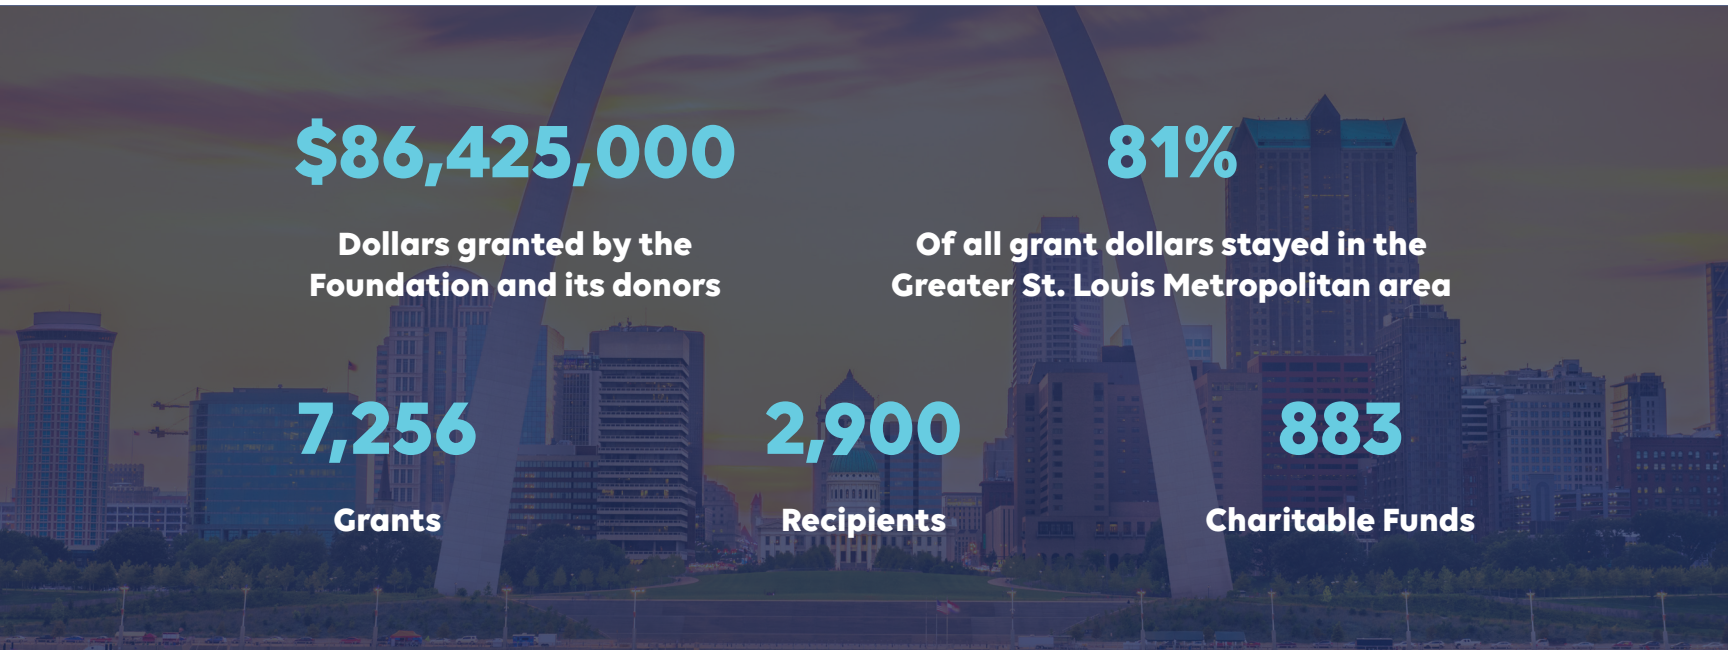 $86,425,000
Dollars granted by the
Foundation and its donors
81%
Of all grant dollars stayed in the
Greater St. Louis Metropolitan area
7,256
Grants
2,900
Recipients
883
Charitable Funds